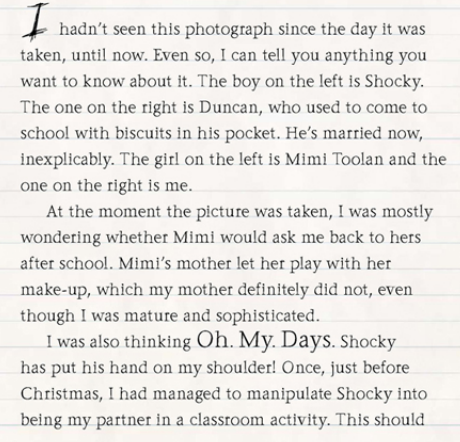 I hadn't seen this photograph since the day it was
taken, until now. Even so, I can tell you anything you
want to know about it. The boy on the left is Shocky.
The one on the right is Duncan, who used to come to
school with biscuits in his pocket. He's married now,
inexplicably. The girl on the left is Mimi Toolan and the
one on the right is me.
At the moment the picture was taken, I was mostly
wondering whether Mimi would ask me back to hers
after school. Mimi's mother let her play with her
make-up, which my mother definitely did not, even
though I was mature and sophisticated.
I was also thinking Oh. My. Days. Shocky
has put his hand on my shoulder! Once, just before
Christmas, I had managed to manipulate Shocky into
being my partner in a classroom activity. This should